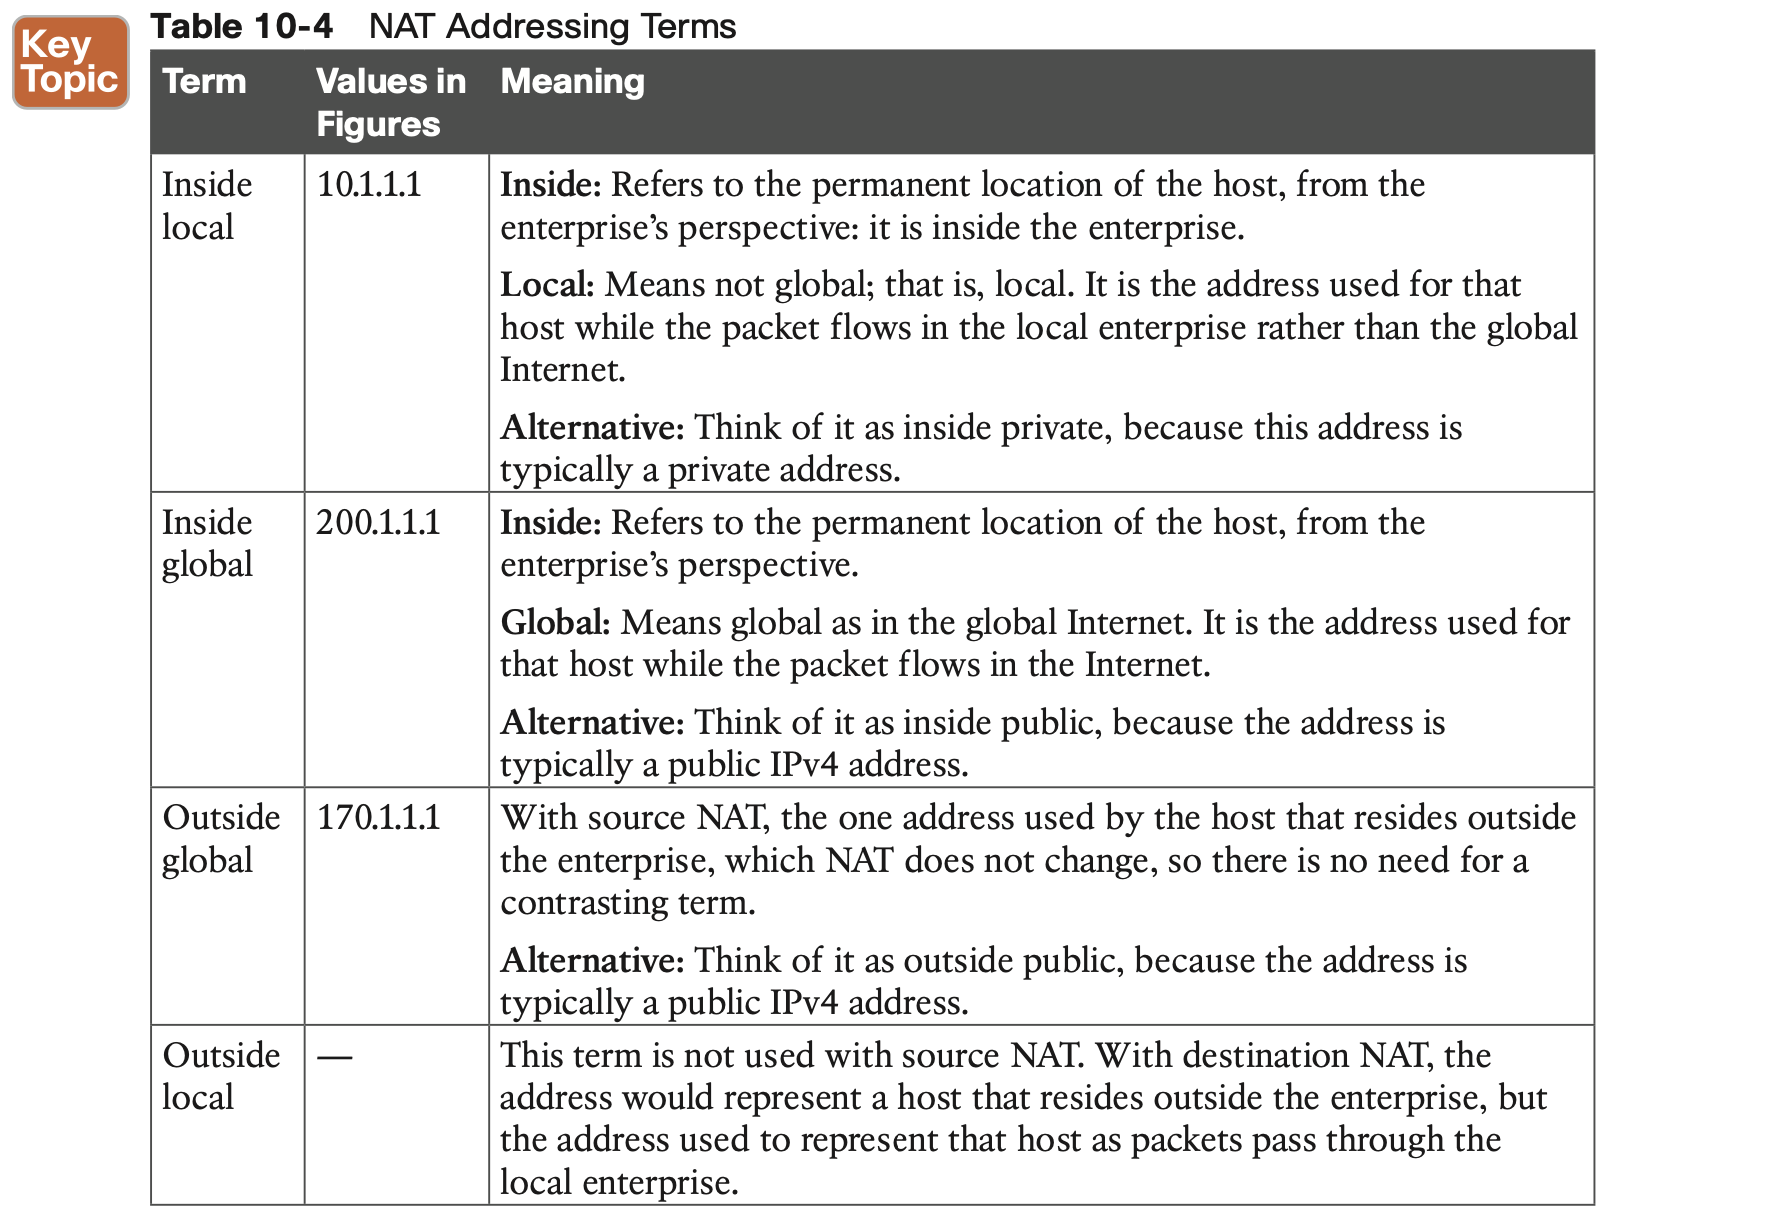 Key
Topic
Table 10-4 NAT Addressing Terms
Term
Values in
Figures
Meaning
Inside
local
10.1.1.1
Inside: Refers to the permanent location of the host, from the
enterprise’s perspective: it is inside the enterprise.
Local: Means not global; that is, local. It is the address used for that
host while the packet flows in the local enterprise rather than the global
Internet.
Alternative: Think of it as inside private, because this address is
typically a private address.
Inside
global
200.1.1.1
Inside: Refers to the permanent location of the host, from the
enterprise’s perspective.
Global: Means global as in the global Internet. It is the address used for
that host while the packet flows in the Internet.
Alternative: Think of it as inside public, because the address is
typically a public IPv4 address.
Outside
global
170.1.1.1
With source NAT, the one address used by the host that resides outside
the enterprise, which NAT does not change, so there is no need for a
contrasting term.
Alternative: Think of it as outside public, because the address is
typically a public IPv4 address.
Outside
local
—
This term is not used with source NAT. With destination NAT, the
address would represent a host that resides outside the enterprise, but
the address used to represent that host as packets pass through the
local enterprise.